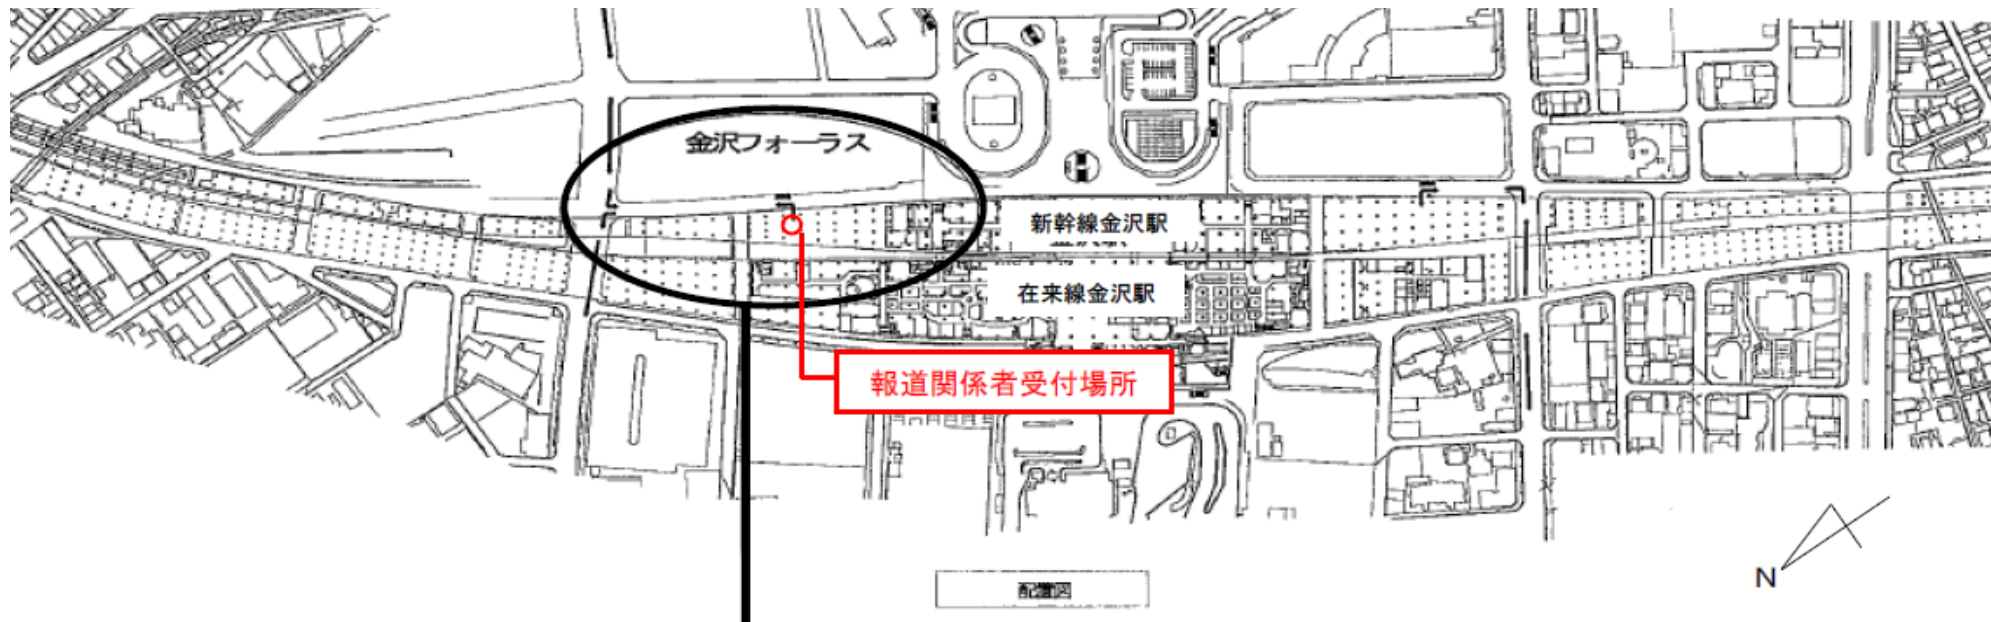 金沢フォーラス
新幹線金沢駅
在来線金沢駅
報道関係者受付場所
N
配置図